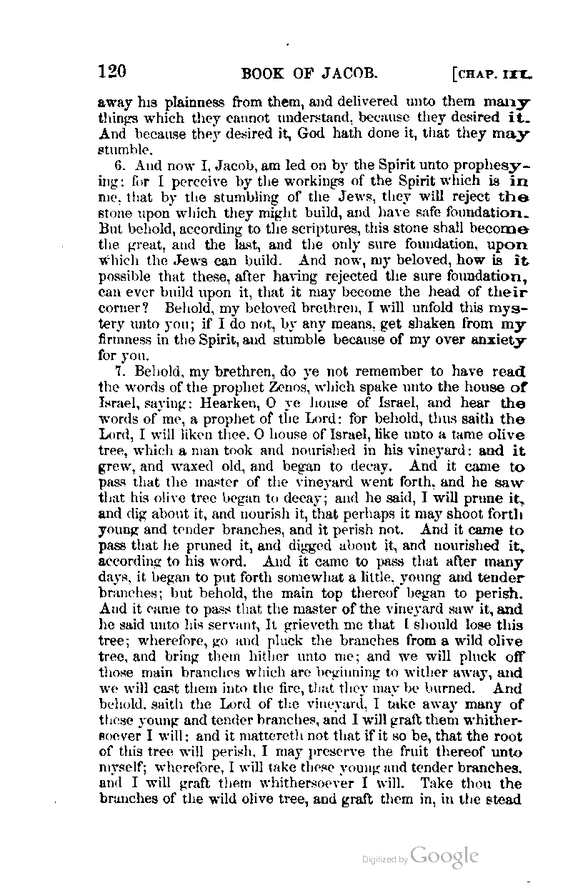 120 BOOK OF JACOB. [CHAP. III.
away his plainness from them, and delivered unto them many
things which they cannot understand, because they desired it.
And because they desired it, God hath done it, that they may
stumble.
6. And now I, Jacob, am led on by the Spirit unto prophesy-
ing: for I perceive by the workings of the Spirit which is in
me, that by the stumbling of the Jews, they will reject the
stone upon which they might build, and have safe foundation.
But behold, according to the scriptures, this stone shall become
the great, and the last, and the only sure foundation, upon
which the Jews can build. And now, my beloved, how is it
possible that these, after having rejected the sure foundation,
can ever build upon it, that it may become the head of their
corner? Behold, my beloved brethren, I will unfold this mys-
tery unto you; if I do not, by any means, get shaken from my
firmness in the Spirit, and stumble because of my over anxiety
for you.
7. Behold, my brethren, do ye not remember to have read
the words of the prophet Zenos, which spake unto the house of
Israel, saying: Hearken, O ye house of Israel, and hear the
words of me, a prophet of the Lord: for behold, thus saith the
Lord, I will liken thee, O house of Israel, like unto a tame olive
tree, which a man took and nourished in his vineyard: and it
grew, and waxed old, and began to decay. And it came to
pass that the master of the vineyard went forth, and he saw
that his olive tree began to decay; and he said, I will prune it,
and dig about it, and nourish it, that perhaps it may shoot forth
young and tender branches, and it perish not. And it came to
pass that he pruned it, and digged about it, and nourished it,
according to his word. And it came to pass that after many
days, it began to put forth somewhat a little, young and tender
branches; but behold, the main top thereof began to perish.
And it came to pass that the master of the vineyard saw it, and
he said unto his servant, It grieveth me that I should lose this
tree; wherefore, go and pluck the branches from a wild olive
tree, and bring them hither unto me; and we will pluck off
those main branches which are beginning to wither away, and
we will cast them into the fire, that they may be burned. And
behold, saith the Lord of the vineyard, I take away many of
these young and tender branches, and I will graft them whither-
soever I will: and it mattereth not that if it so be, that the root
of this tree will perish, I may preserve the fruit thereof unto
myself; wherefore, I will take these young and tender branches,
and I will graft them whithersoever I will. Take thou the
branches of the wild olive tree, and graft them in, in the stead
Digitized by Google